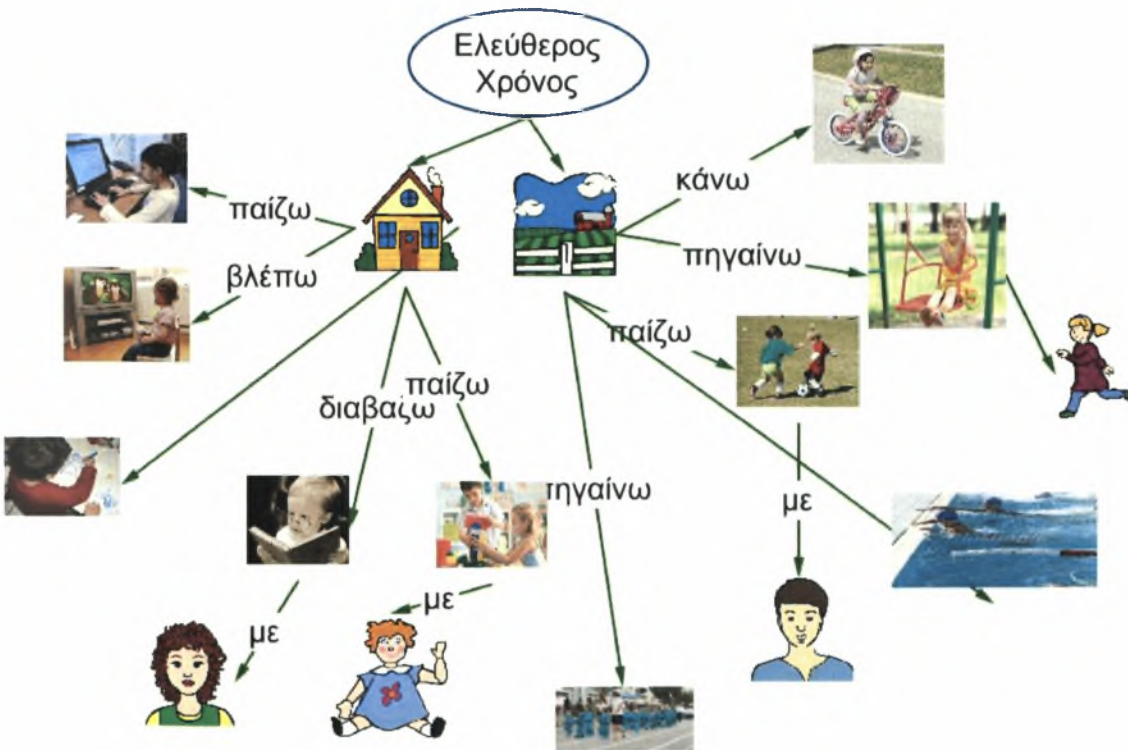 Ελεύθερος
Χρόνος
κάνω
παίζω
πηγαίνω
βλέπω
παίζω
παίζω
διαβαζω
πηγαίνω
με
με
με